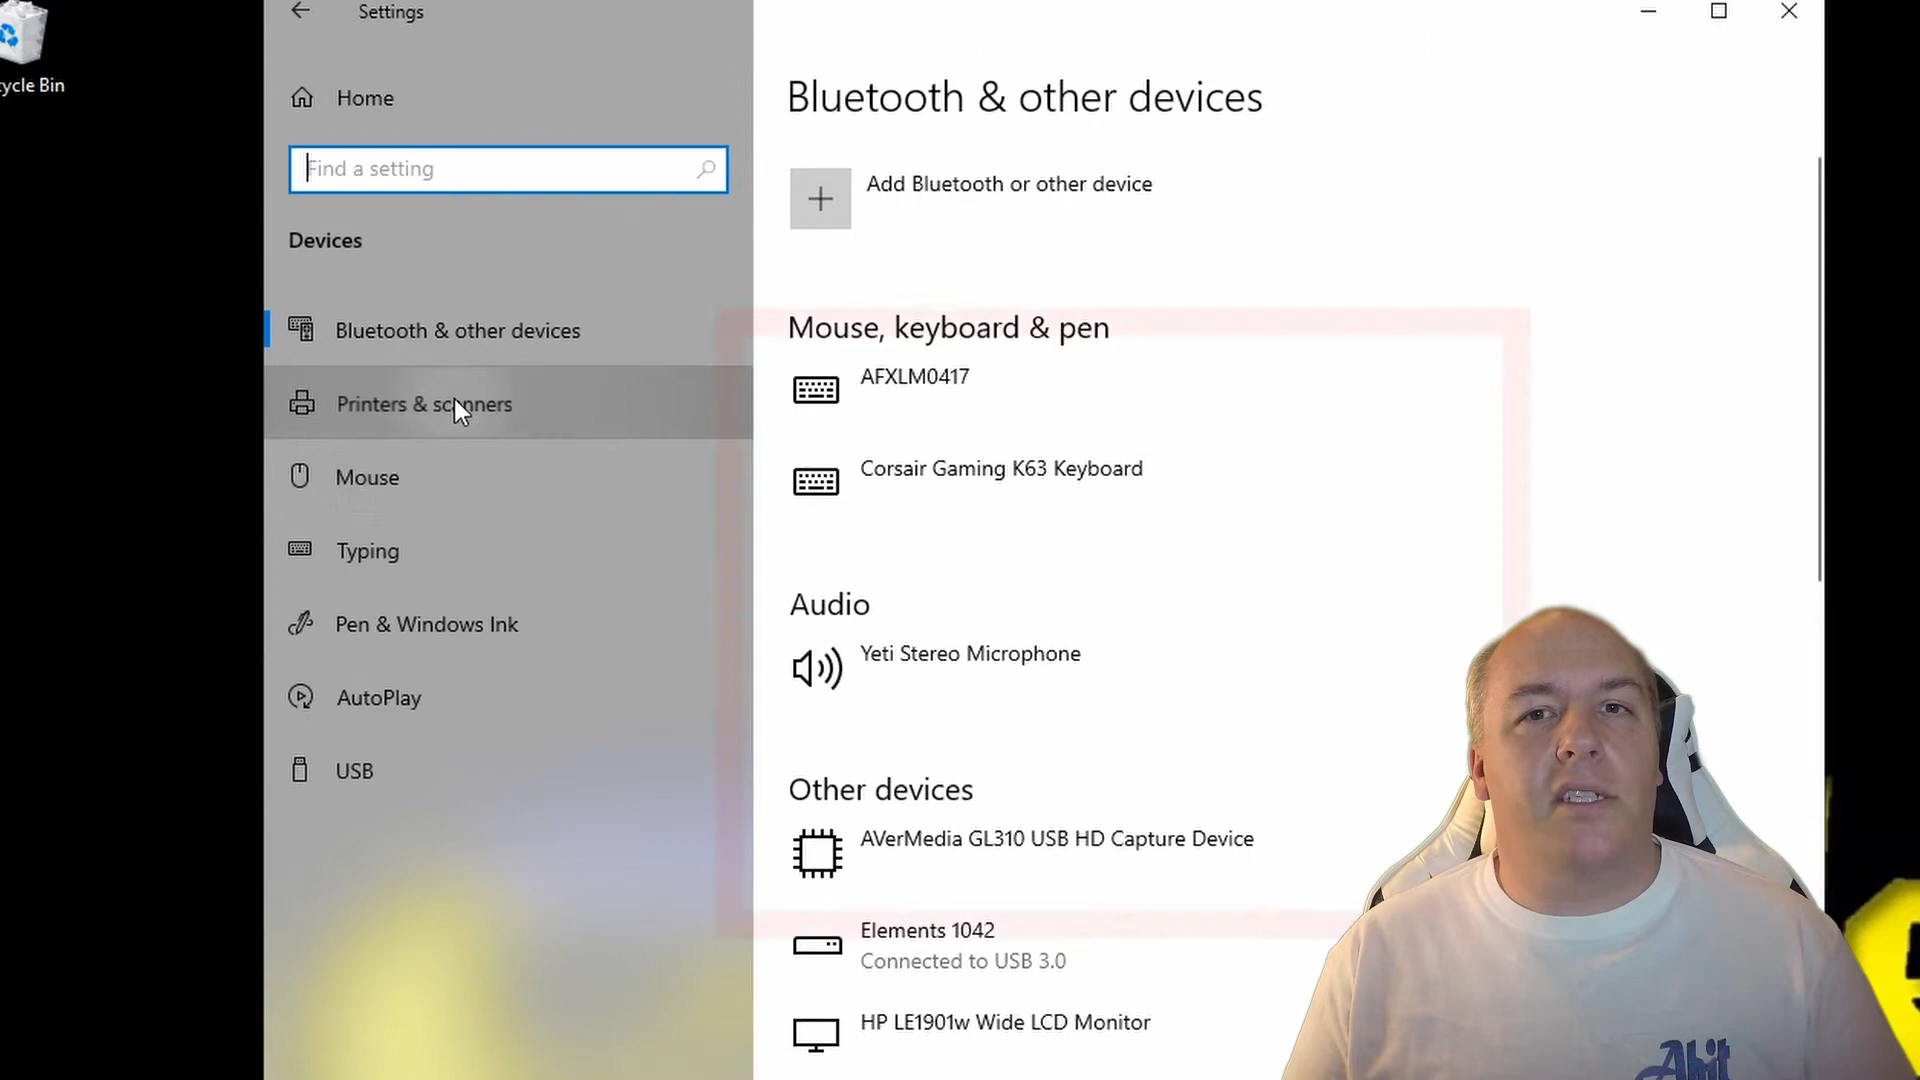 Settings
cycle Bin
Home
Find a setting
Devices
Bluetooth & other devices
Printers & scanners
Mouse
Typing
Pen & Windows Ink
AutoPlay
USB
Bluetooth & other devices
Add Bluetooth or other device
Mouse, keyboard & pen
AFXLM0417
Corsair Gaming K63 Keyboard
Audio
Yeti Stereo Microphone
Other devices
AVerMedia GL310 USB HD Capture Device
Elements 1042
Connected to USB 3.0
HP LE1901w Wide LCD Monitor